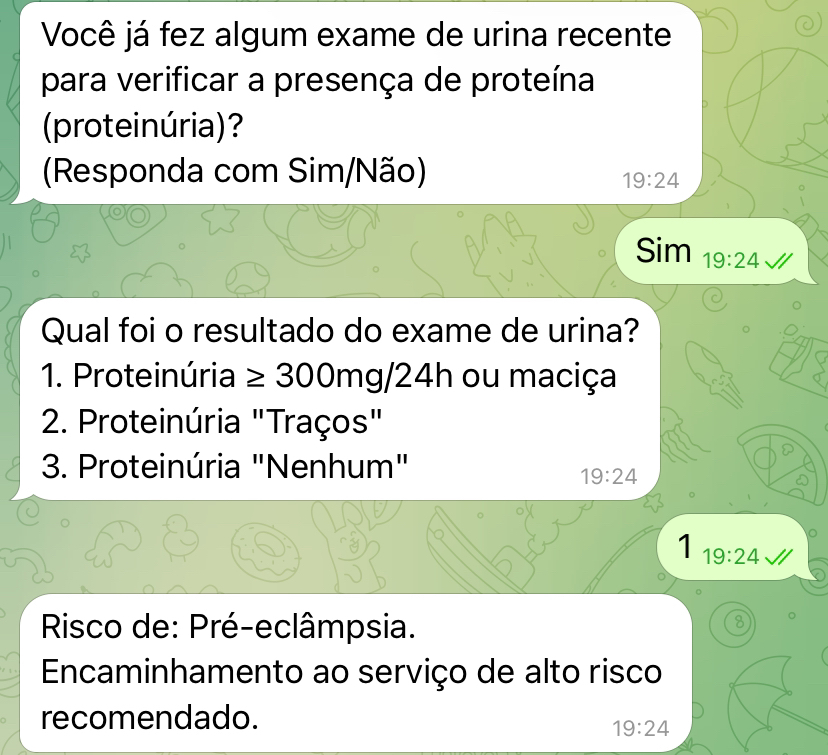 Você já fez algum exame de urina recente
para verificar a presença de proteína
(proteinúria)?
(Responda com Sim/Não)
19:24
Sim 19:24
Qual foi o resultado do exame de urina?
1. Proteinúria ≥ 300mg/24h ou maciça
2. Proteinúria "Traços"
3. Proteinúria "Nenhum"
19:24
1 19:24
Risco de: Pré-eclâmpsia.
Encaminhamento ao serviço de alto risco
recomendado.
19:24